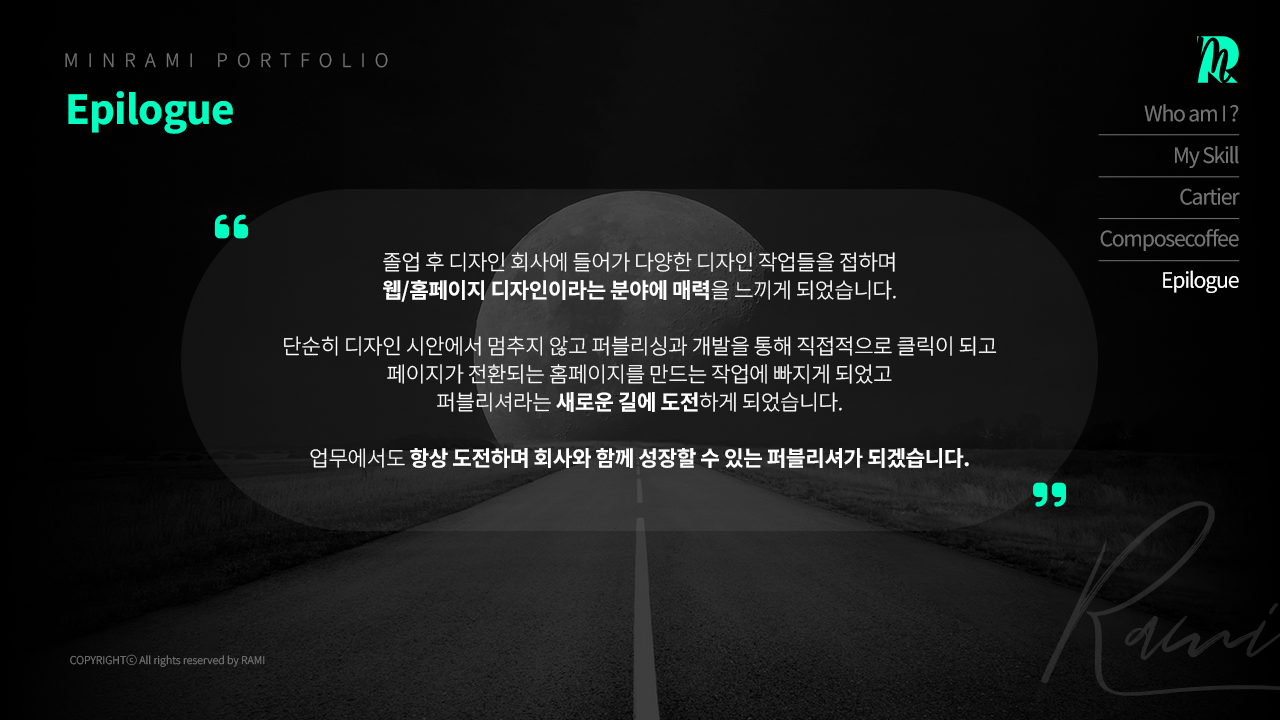 MINRAMI PORTFOLIO
Epilogue
Who am I ?
My Skill
Cartier
Composecoffee
Epilogue
졸업 후 디자인 회사에 들어가 다양한 디자인 작업들을 접하며
웹/홈페이지 디자인이라는 분야에 매력을 느끼게 되었습니다.
단순히 디자인 시안에서 멈추지 않고 퍼블리싱과 개발을 통해 직접적으로 클릭이 되고
페이지가 전환되는 홈페이지를 만드는 작업에 빠지게 되었고
퍼블리셔라는 새로운 길에 도전하게 되었습니다.
업무에서도 항상 도전하며 회사와 함께 성장할 수 있는 퍼블리셔가 되겠습니다.
Rami
COPYRIGHTⓒ All rights reserved by RAMI